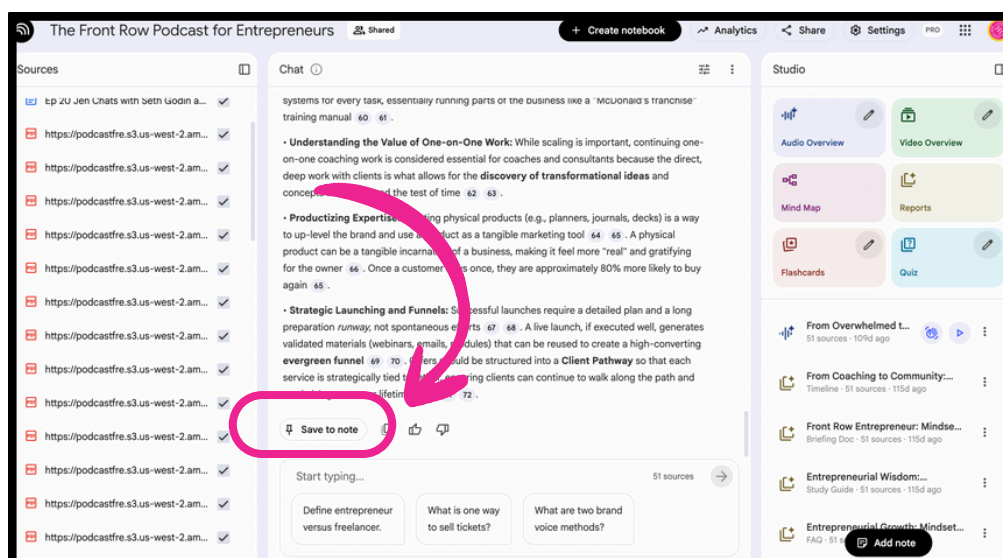 The Front Row Podcast for Entrepreneurs
Shared
+ Create notebook
Analytics
Share
Settings
PRO
Sources
Ep 20 Jen Chats with Seth Godin a...
PDF https://podcastfre.s3.us-west-2.am...
PDF https://podcastfre.s3.us-west-2.am...
PDF https://podcastfre.s3.us-west-2.am...
PDF https://podcastfre.s3.us-west-2.am...
PDF https://podcastfre.s3.us-west-2.am...
PDF https://podcastfre.s3.us-west-2.am...
PDF https://podcastfre.s3.us-west-2.am...
PDF https://podcastfre.s3.us-west-2.am...
PDF https://podcastfre.s3.us-west-2.am...
PDF https://podcastfre.s3.us-west-2.am...
PDF https://podcastfre.s3.us-west-2.am...
PDF https://podcastfre.s3.us-west-2.am...
PDF https://podcastfre.s3.us-west-2.am...
Chat
systems for every task, essentially running parts of the business like a "McDonald's franchise"
training manual 60 61 .
• Understanding the Value of One-on-One Work: While scaling is important, continuing one-
on-one coaching work is considered essential for coaches and consultants because the direct,
deep work with clients is what allows for the discovery of transformational ideas and
concep d the test of time 62 63 .
• Productizing Expertise ting physical products (e.g., planners, journals, decks) is a way
to up-level the brand and use a duct as a tangible marketing tool 64 65 . A physical
product can be a tangible incarna of a business, making it feel more "real" and gratifying
for the owner 66 . Once a customer ys once, they are approximately 80% more likely to buy
again 65 .
• Strategic Launching and Funnels: S cessful launches require a detailed plan and a long
preparation runway, not spontaneous e rts 67 68 . A live launch, if executed well, generates
validated materials (webinars, emails, m dules) that can be reused to create a high-converting
evergreen funnel 69 70 . O ers s uld be structured into a Client Pathway so that each
service is strategically tied t ring clients can continue to walk along the path and
lifetim 72 .
Save to note
Start typing...
51 sources
Define entrepreneur
versus freelancer.
What is one way
to sell tickets?
What are two brand
voice methods?
Studio
Audio Overview
Video Overview
Mind Map
Reports
Flashcards
Quiz
From Overwhelmed t...
51 sources · 109d ago
From Coaching to Community:...
Timeline · 51 sources · 115d ago
Front Row Entrepreneur: Mindse...
Briefing Doc · 51 sources · 115d ago
Entrepreneurial Wisdom:...
Study Guide · 51 sources · 115d ago
Entrepreneurial Growth: Mindset...
FAQ · 51 s
Add note